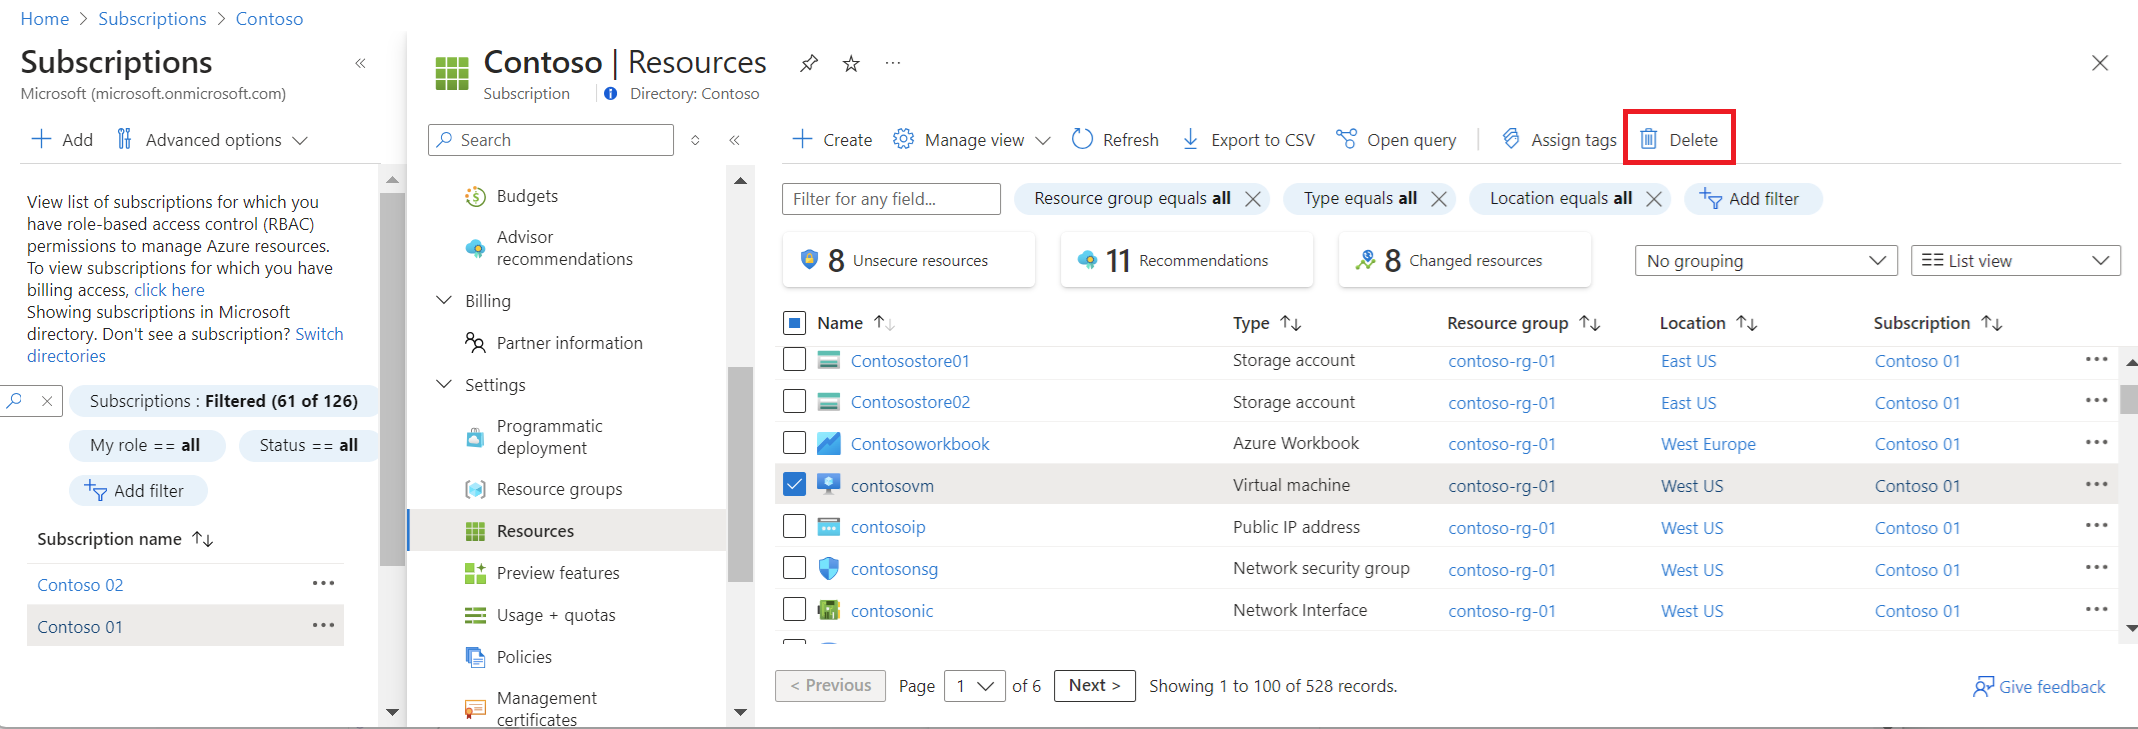 Home > Subscriptions > Contoso
Subscriptions «
Microsoft (microsoft.onmicrosoft.com)
+ Add Advanced options
View list of subscriptions for which you
have role-based access control (RBAC)
permissions to manage Azure resources.
To view subscriptions for which you have
billing access, click here
Showing subscriptions in Microsoft
directory. Don't see a subscription? Switch
directories
Subscriptions : Filtered (61 of 126)
My role == all Status == all
Add filter
Subscription name ↑↓
Contoso 02 ...
Contoso 01 ...
Contoso | Resources ...
Subscription Directory: Contoso
Search «
Budgets
Advisor
recommendations
Billing
Partner information
Settings
Programmatic
deployment
Resource groups
Resources
Preview features
Usage + quotas
Policies
Management
certificates
+ Create Manage view Refresh Export to CSV Open query Assign tags Delete
Filter for any field... Resource group equals all Type equals all Location equals all Add filter
8 Unsecure resources 11 Recommendations 8 Changed resources No grouping List view
Name ↑↓ Type ↑↓ Resource group ↑↓ Location ↑↓ Subscription ↑↓
Contosostore01 Storage account contoso-rg-01 East US Contoso 01 ...
Contosostore02 Storage account contoso-rg-01 East US Contoso 01 ...
Contosoworkbook Azure Workbook contoso-rg-01 West Europe Contoso 01 ...
contosovm Virtual machine contoso-rg-01 West US Contoso 01 ...
contosoip Public IP address contoso-rg-01 West US Contoso 01 ...
contosonsg Network security group contoso-rg-01 West US Contoso 01 ...
contosonic Network Interface contoso-rg-01 West US Contoso 01 ...
< Previous Page 1 of 6 Next > Showing 1 to 100 of 528 records. Give feedback